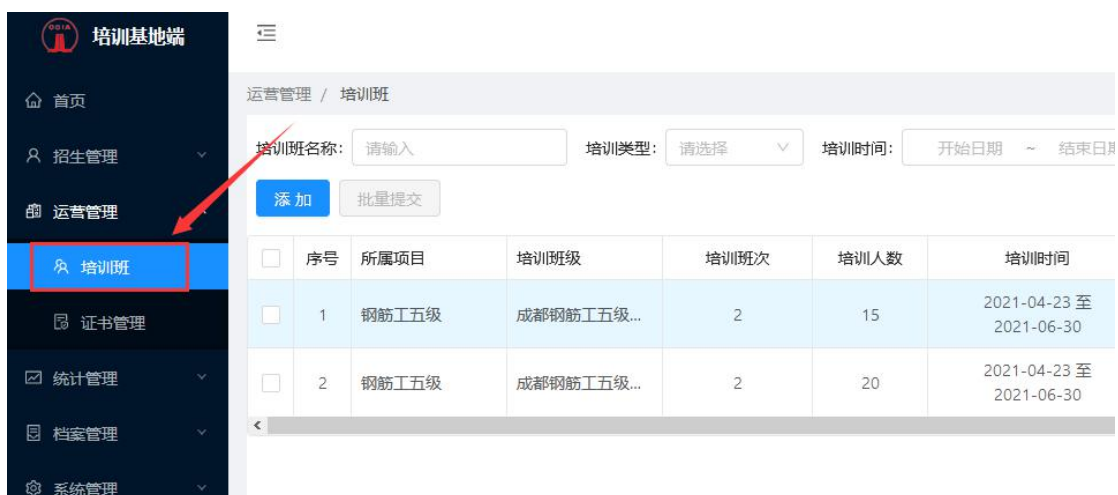 OGIA
培训基地端
首页
招生管理
运营管理
培训班
证书管理
统计管理
档案管理
系统管理
运营管理 / 培训班
培训班名称: 请输入 培训类型: 请选择 培训时间: 开始日期 ~ 结束日期
添 加 批量提交
序号 所属项目 培训班级 培训班次 培训人数 培训时间
1 钢筋工五级 成都钢筋工五级... 2 15 2021-04-23 至
2021-06-30
2 钢筋工五级 成都钢筋工五级... 2 20 2021-04-23 至
2021-06-30